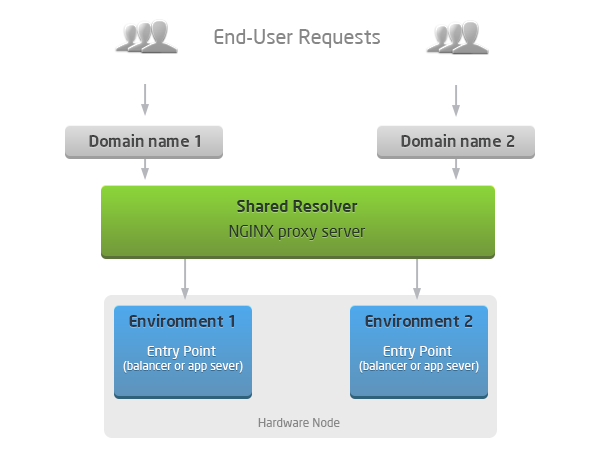 End-User Requests
Domain name 1
Domain name 2
Shared Resolver
NGINX proxy server
Environment 1
Entry Point
(balancer or app sever)
Environment 2
Entry Point
(balancer or app sever)
Hardware Node